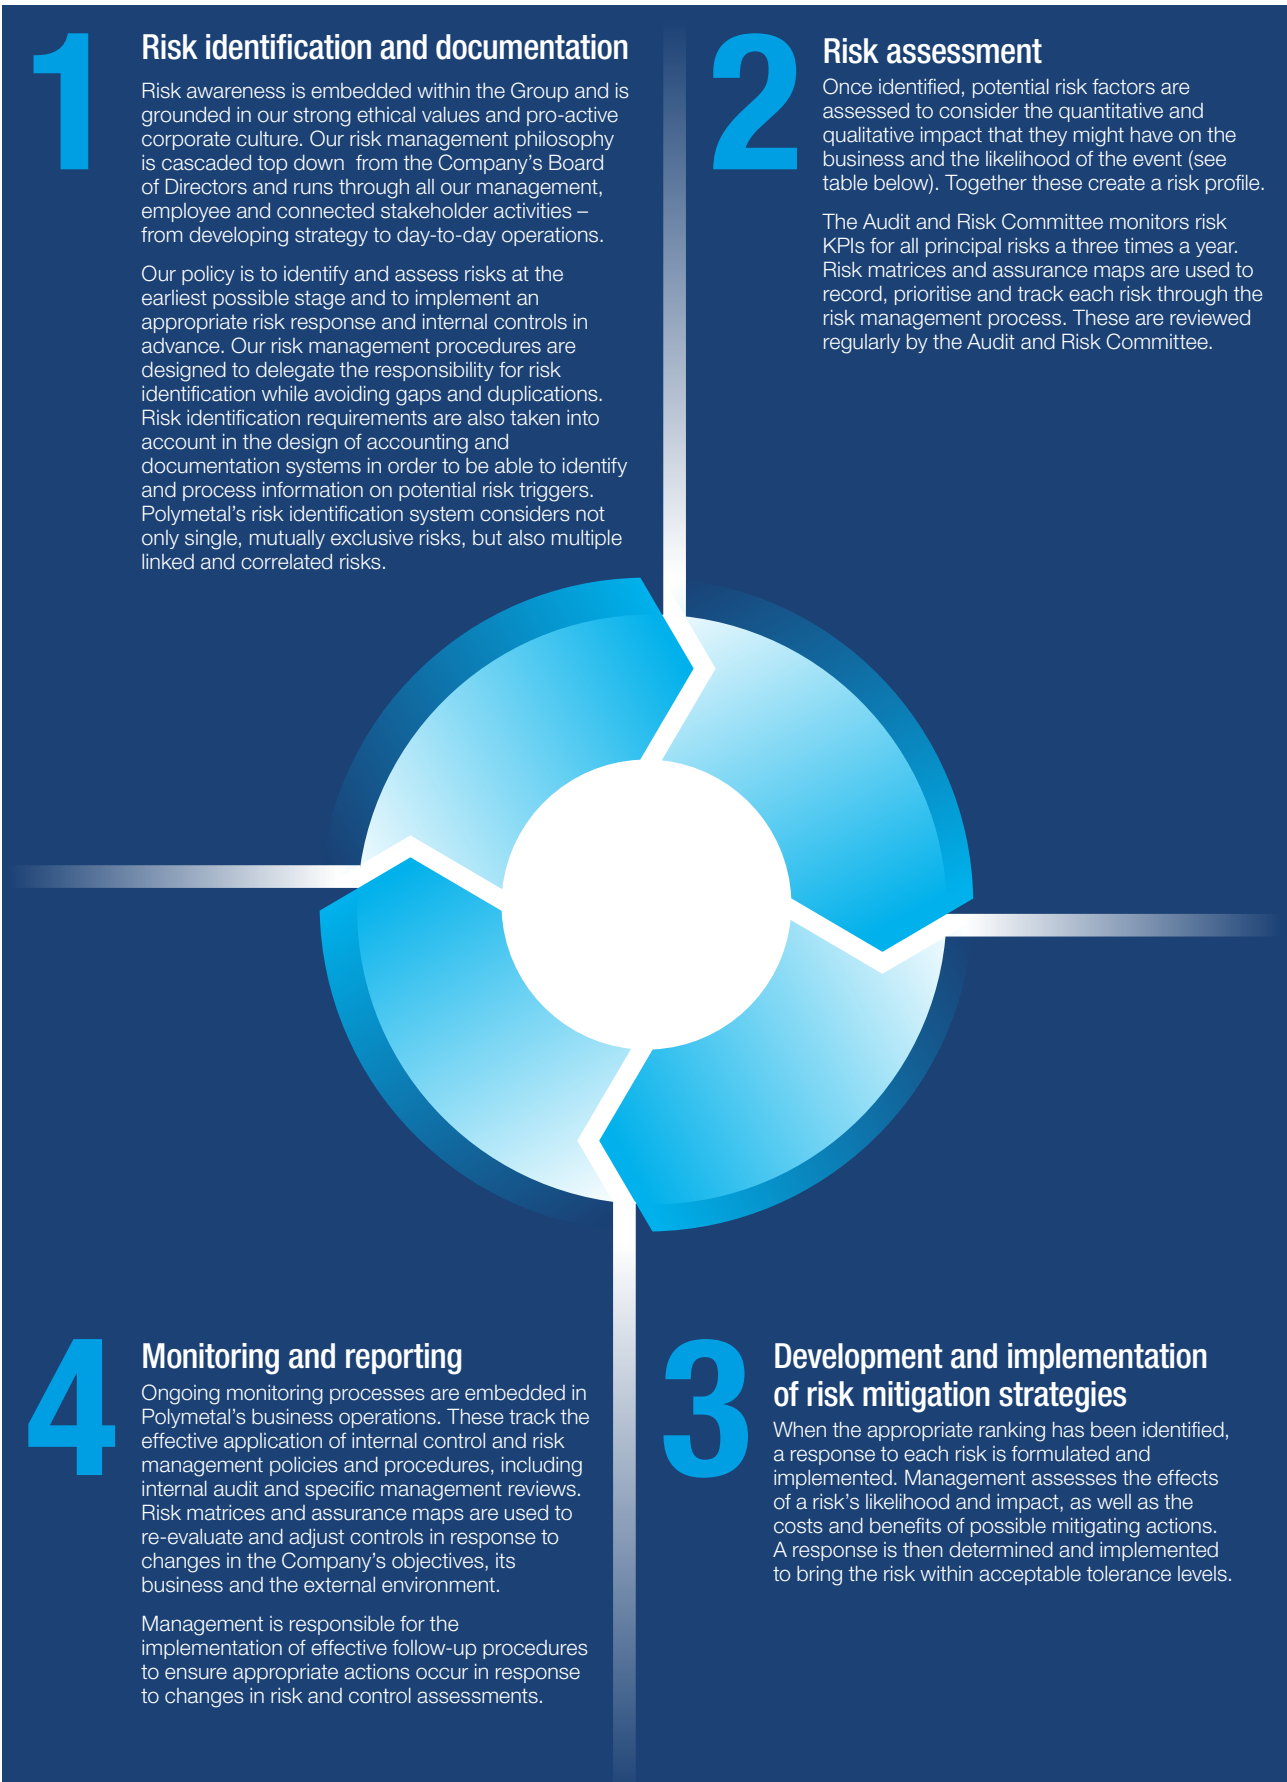 1
Risk identification and documentation
Risk awareness is embedded within the Group and is
grounded in our strong ethical values and pro-active
corporate culture. Our risk management philosophy
is cascaded top down from the Company's Board
of Directors and runs through all our management,
employee and connected stakeholder activities –
from developing strategy to day-to-day operations.
Our policy is to identify and assess risks at the
earliest possible stage and to implement an
appropriate risk response and internal controls in
advance. Our risk management procedures are
designed to delegate the responsibility for risk
identification while avoiding gaps and duplications.
Risk identification requirements are also taken into
account in the design of accounting and
documentation systems in order to be able to identify
and process information on potential risk triggers.
Polymetal's risk identification system considers not
only single, mutually exclusive risks, but also multiple
linked and correlated risks.
2
Risk assessment
Once identified, potential risk factors are
assessed to consider the quantitative and
qualitative impact that they might have on the
business and the likelihood of the event (see
table below). Together these create a risk profile.
The Audit and Risk Committee monitors risk
KPIs for all principal risks a three times a year.
Risk matrices and assurance maps are used to
record, prioritise and track each risk through the
risk management process. These are reviewed
regularly by the Audit and Risk Committee.
3
Development and implementation
of risk mitigation strategies
When the appropriate ranking has been identified,
a response to each risk is formulated and
implemented. Management assesses the effects
of a risk's likelihood and impact, as well as the
costs and benefits of possible mitigating actions.
A response is then determined and implemented
to bring the risk within acceptable tolerance levels.
4
Monitoring and reporting
Ongoing monitoring processes are embedded in
Polymetal's business operations. These track the
effective application of internal control and risk
management policies and procedures, including
internal audit and specific management reviews.
Risk matrices and assurance maps are used to
re-evaluate and adjust controls in response to
changes in the Company's objectives, its
business and the external environment.
Management is responsible for the
implementation of effective follow-up procedures
to ensure appropriate actions occur in response
to changes in risk and control assessments.